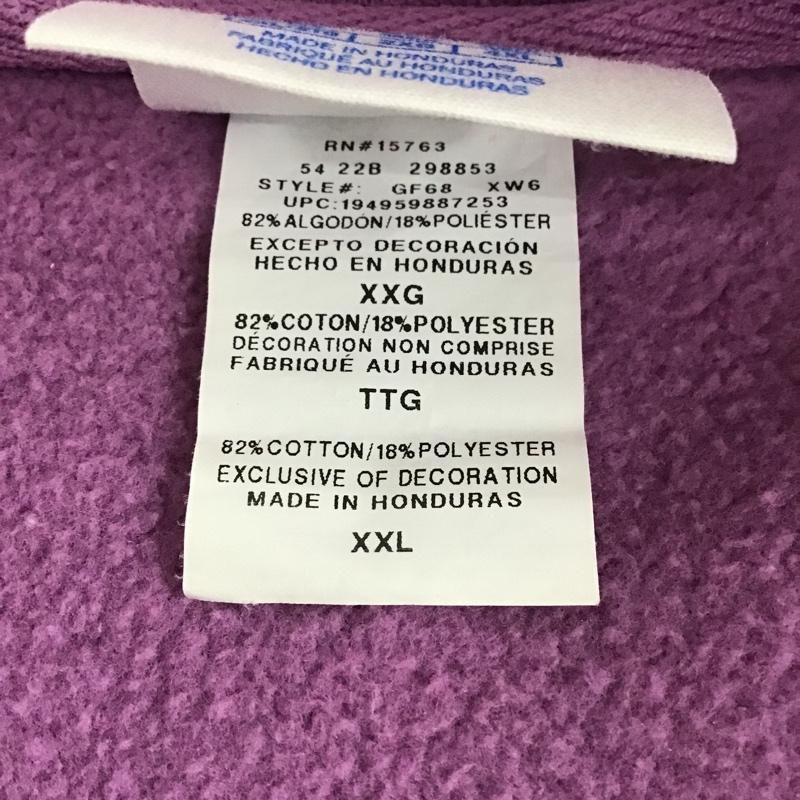 MADE IN HONDURAS
FABRIQUÉ AU HONDURAS
HECHO EN HONDURAS
RN#15763
54 22B 298853
STYLE#: GF68 XW6
UPC:194959887253
82%ALGODÓN/18%POLIÉSTER
EXCEPTO DECORACIÓN
HECHO EN HONDURAS
XXG
82%COTON/18%POLYESTER
DÉCORATION NON COMPRISE
FABRIQUÉ AU HONDURAS
TTG
82%COTTON/18%POLYESTER
EXCLUSIVE OF DECORATION
MADE IN HONDURAS
XXL